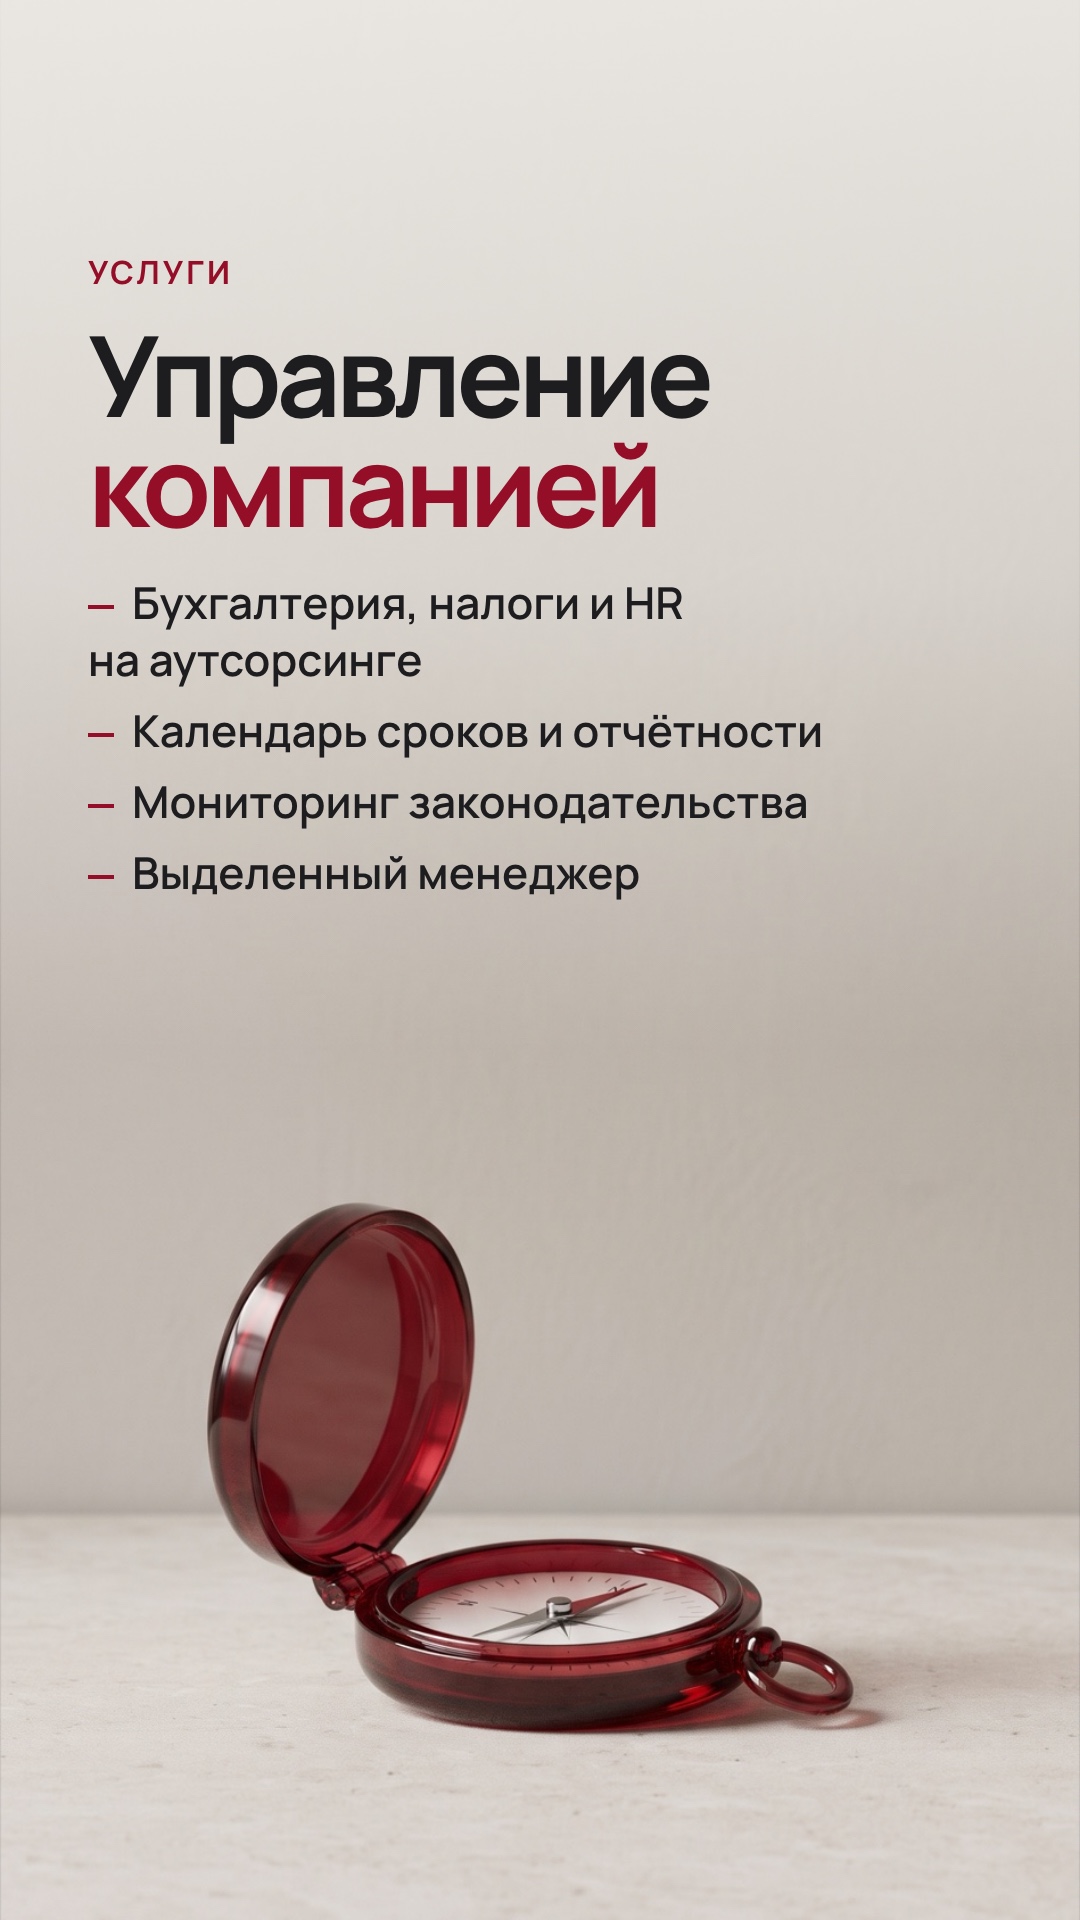 УСЛУГИ
Управление
компанией
— Бухгалтерия, налоги и HR
на аутсорсинге
— Календарь сроков и отчётности
— Мониторинг законодательства
— Выделенный менеджер